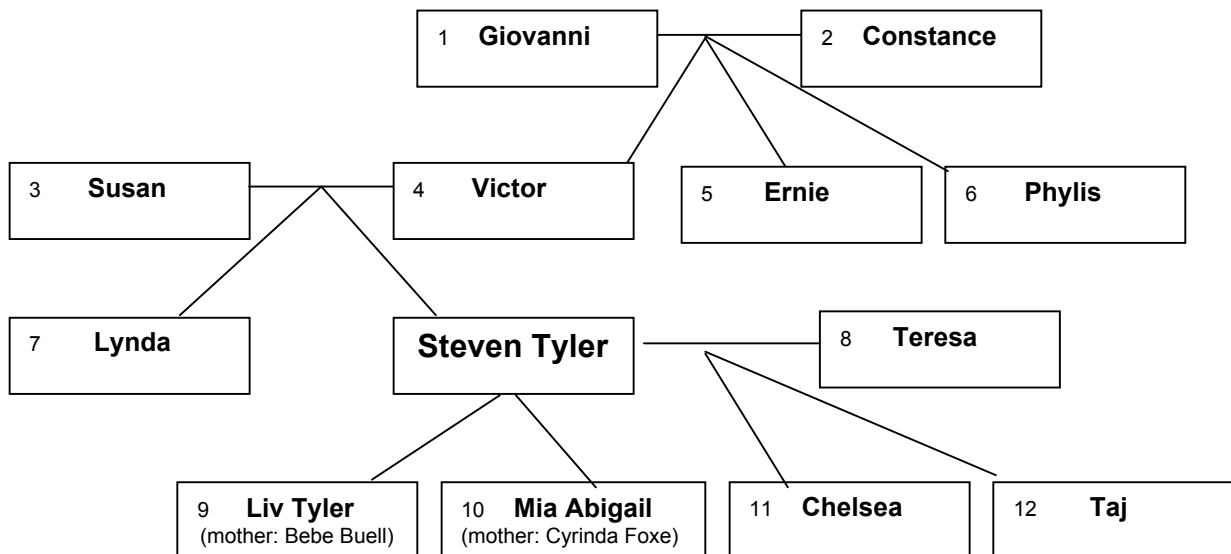 1 Giovanni
2 Constance
3 Susan
4 Victor
5 Ernie
6 Phylis
7 Lynda
Steven Tyler
8 Teresa
9 Liv Tyler
(mother: Bebe Buell)
10 Mia Abigail
(mother: Cyrinda Foxe)
11 Chelsea
12 Taj